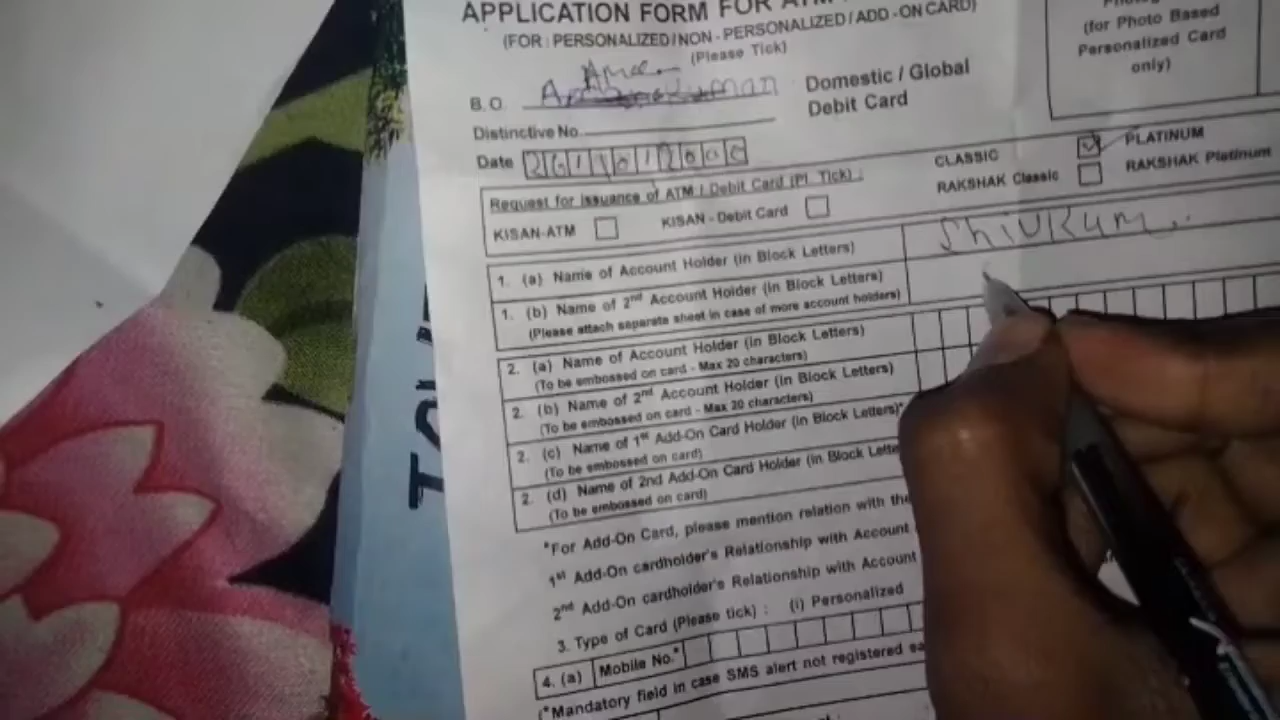 APPLICATION FORM FOR ATM
(FOR : PERSONALIZED / NON - PERSONALIZED / ADD - ON CARD)
(Please Tick)
(for Photo Based
Personalized Card
only)
B.O.
Domestic / Global
Debit Card
Distinctive No.
Date
CLASSIC
PLATINUM
RAKSHAK Classic
RAKSHAK Platinum
Request for issuance of ATM / Debit Card (Pl. Tick) :
KISAN-ATM
KISAN - Debit Card
1. (a) Name of Account Holder (in Block Letters)
ShivKum
1. (b) Name of 2nd Account Holder (in Block Letters)
(Please attach separate sheet in case of more account holders)
2. (a) Name of Account Holder (in Block Letters)
(To be embossed on card - Max 20 characters)
2. (b) Name of 2nd Account Holder (in Block Letters)
(To be embossed on card - Max 20 characters)
2. (c) Name of 1st Add-On Card Holder (in Block Letters)*
(To be embossed on card)
2. (d) Name of 2nd Add-On Card Holder (in Block Lette
(To be embossed on card)
*For Add-On Card, please mention relation with the
1st Add-On cardholder's Relationship with Account
2nd Add-On cardholder's Relationship with Account
3. Type of Card (Please tick) : (i) Personalized
4. (a) Mobile No.*
(*Mandatory field in case SMS alert not registered ea